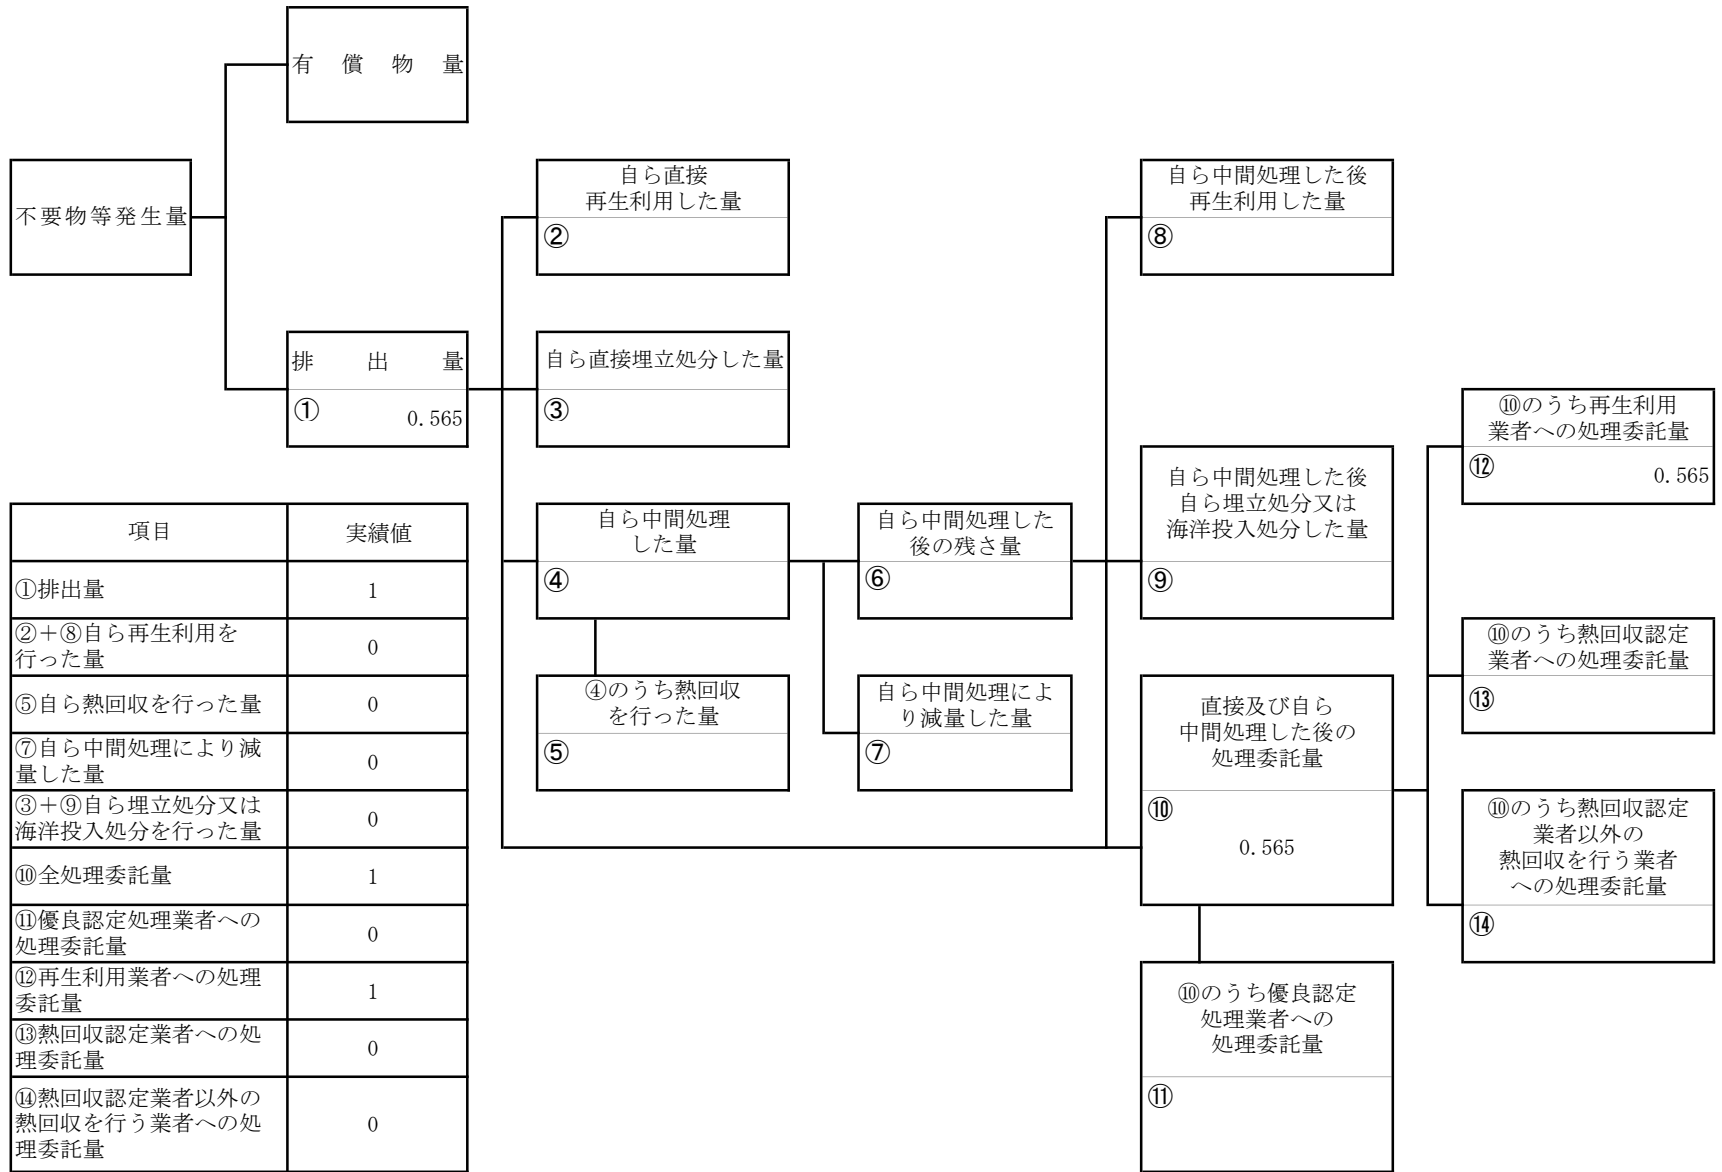 有償物量
不要物等発生量
自ら直接
再生利用した量
②
自ら中間処理した後
再生利用した量
⑧
排出量
①
0.565
自ら直接埋立処分した量
③
⑩のうち再生利用
業者への処理委託量
⑫
0.565
自ら中間処理
した量
④
自ら中間処理した
後の残さ量
⑥
自ら中間処理した後
自ら埋立処分又は
海洋投入処分した量
⑨
⑩のうち熱回収認定
業者への処理委託量
⑬
④のうち熱回収
を行った量
⑤
自ら中間処理によ
り減量した量
⑦
直接及び自ら
中間処理した後の
処理委託量
⑩
0.565
⑩のうち熱回収認定
業者以外の
熱回収を行う業者
への処理委託量
⑭
⑩のうち優良認定
処理業者への
処理委託量
⑪
項目 実績値
①排出量 1
②＋⑧自ら再生利用を
行った量 0
⑤自ら熱回収を行った量 0
⑦自ら中間処理により減
量した量 0
③＋⑨自ら埋立処分又は
海洋投入処分を行った量 0
⑩全処理委託量 1
⑪優良認定処理業者への
処理委託量 0
⑫再生利用業者への処理
委託量 1
⑬熱回収認定業者への処
理委託量 0
⑭熱回収認定業者以外の
熱回収を行う業者への処
理委託量 0